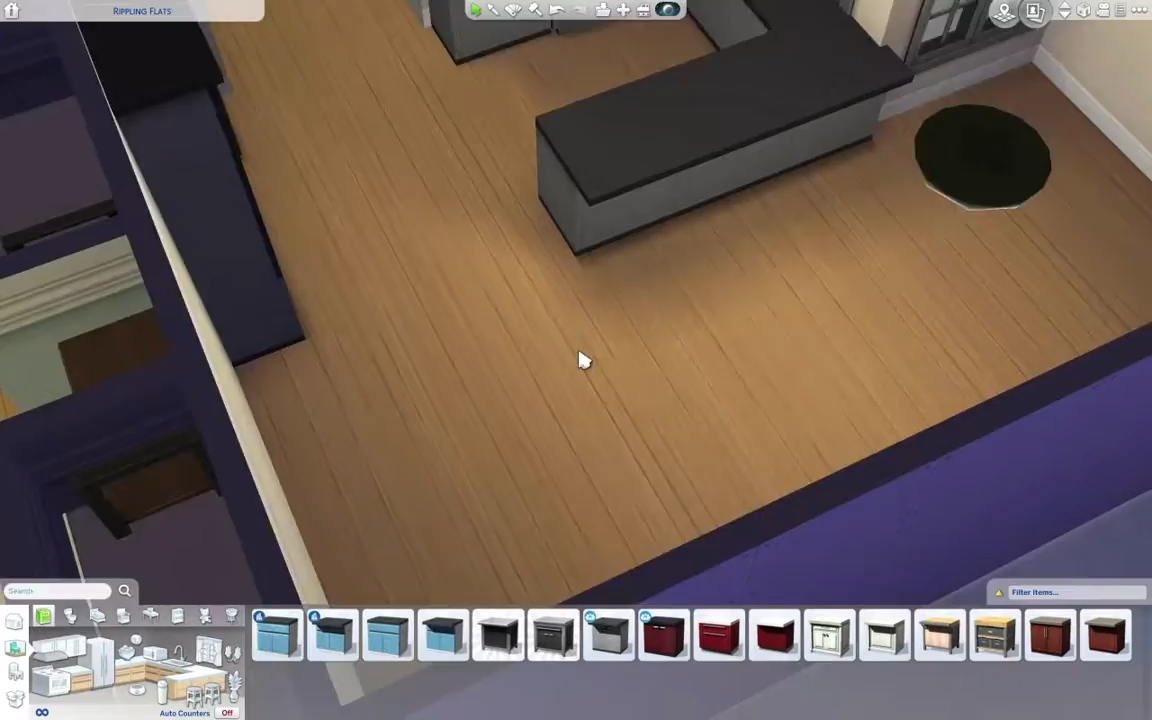 RIPPLING FLATS
Search
Filter Items...
Auto Counters Off